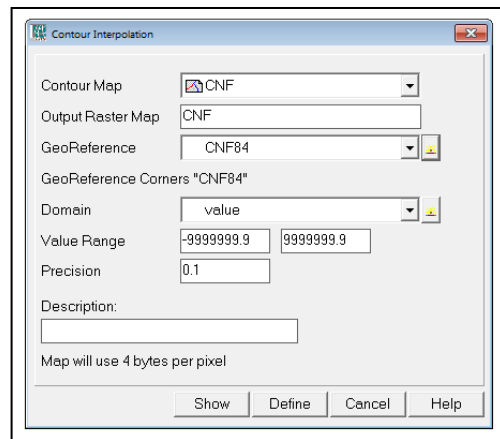 Contour Interpolation
Contour Map CNF
Output Raster Map CNF
GeoReference CNF84
GeoReference Corners "CNF84"
Domain value
Value Range -9999999.9 9999999.9
Precision 0.1
Description:
Map will use 4 bytes per pixel
Show Define Cancel Help